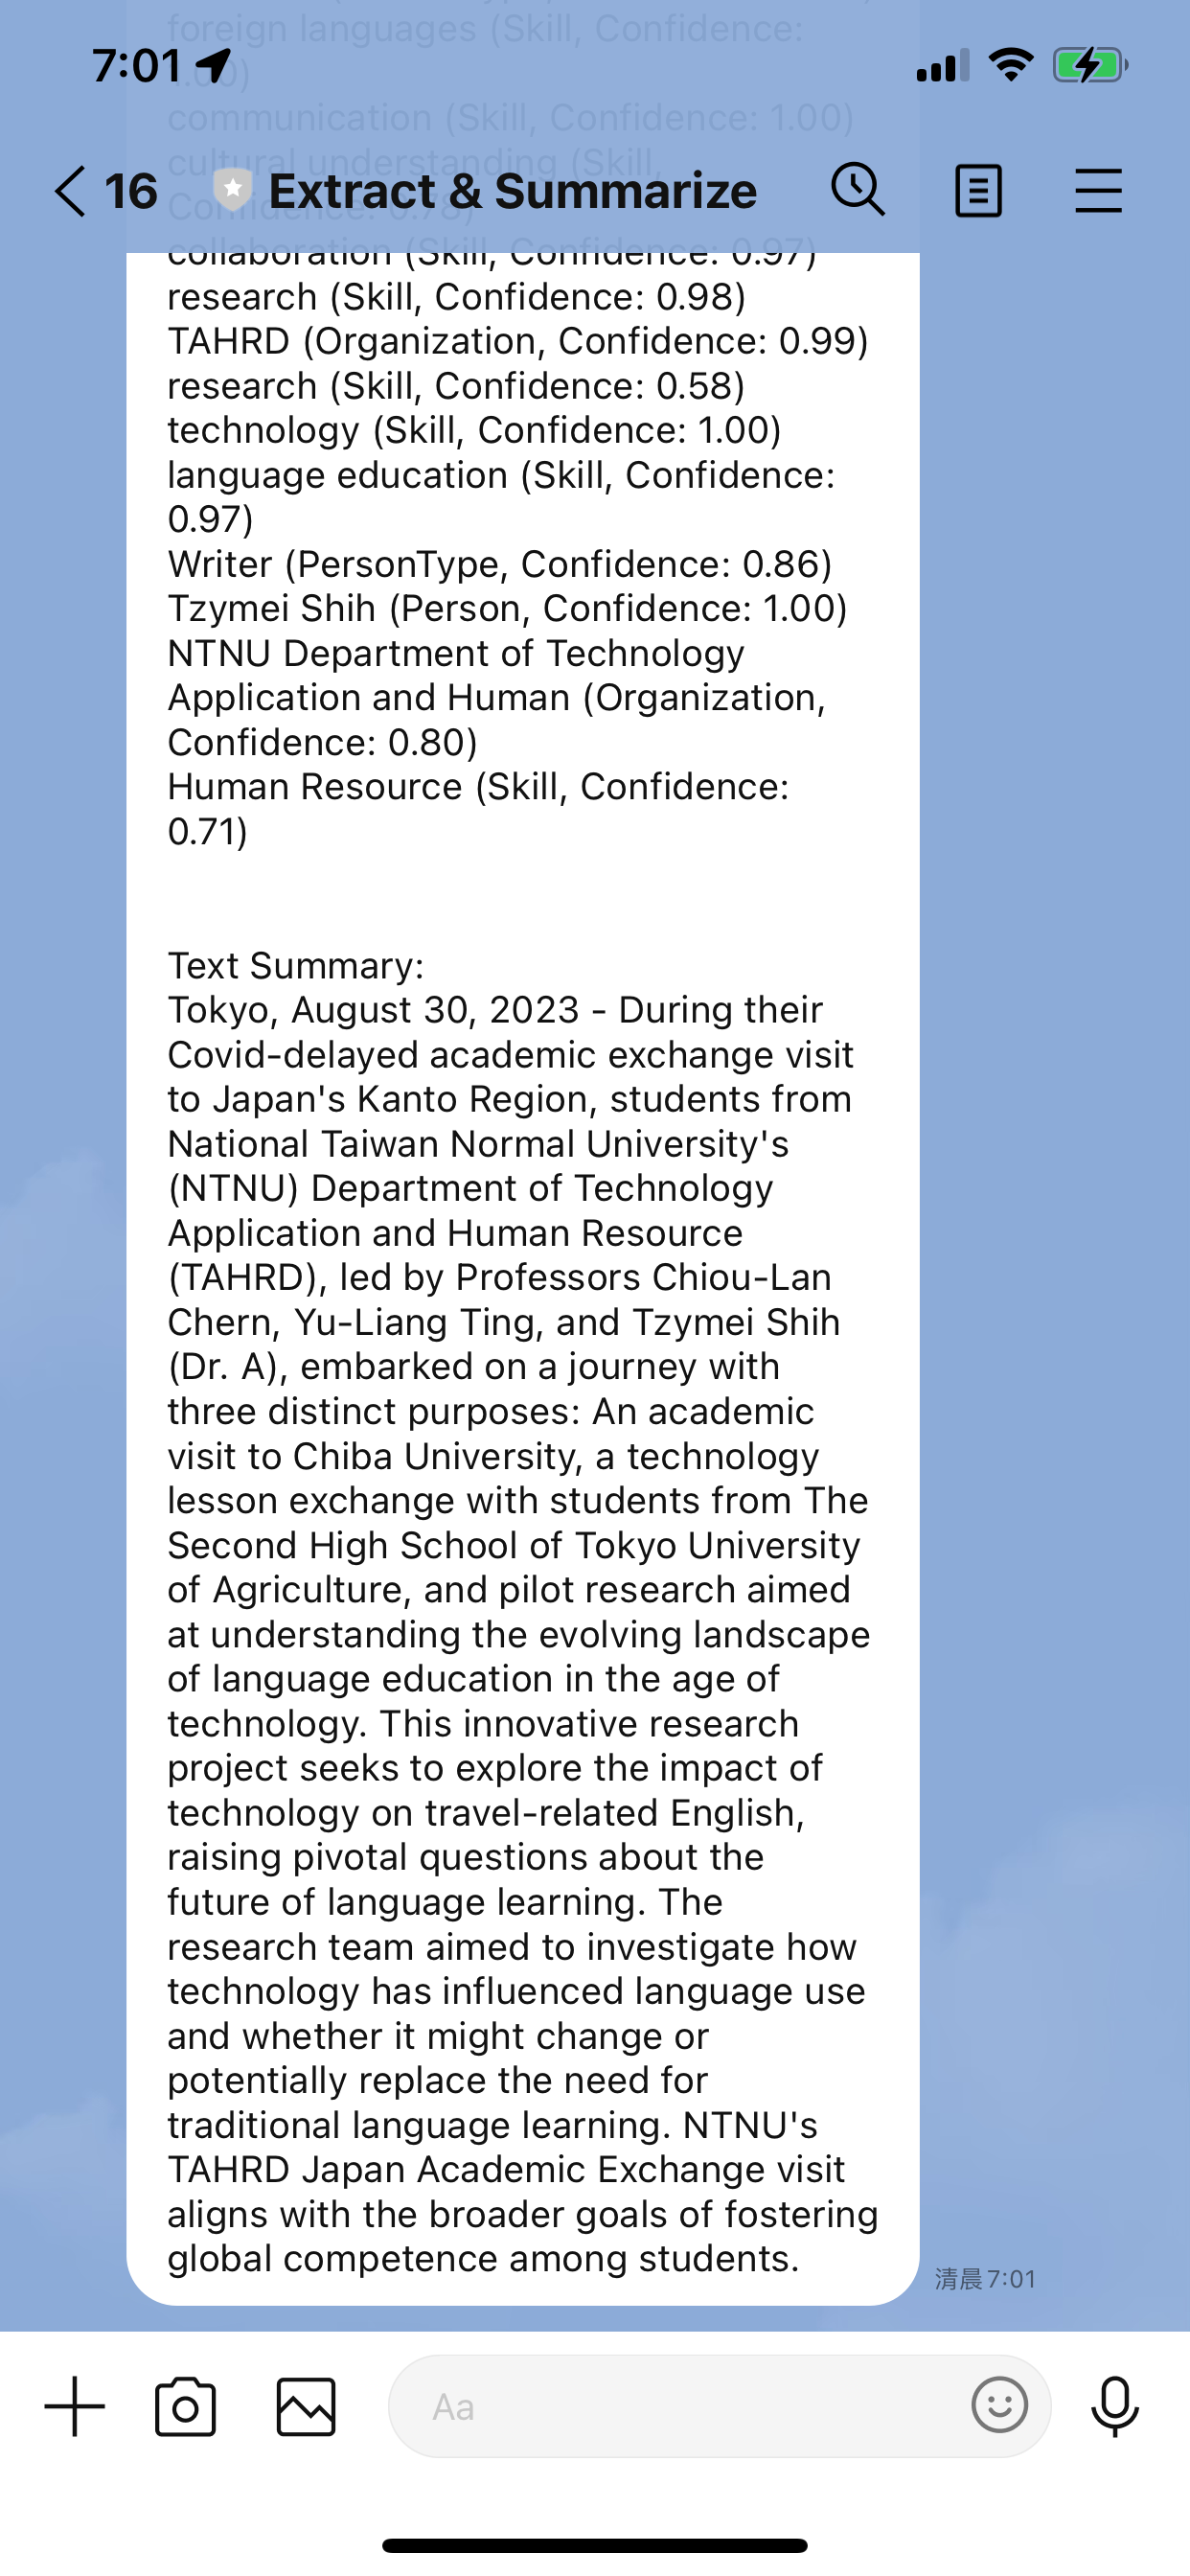 foreign languages (Skill, Confidence:
7:01
1.00)
communication (Skill, Confidence: 1.00)
cultural understanding (Skill,
16 Extract & Summarize
Confidence: 0.78)
collaboration (Skill, Confidence: 0.97)
research (Skill, Confidence: 0.98)
TAHRD (Organization, Confidence: 0.99)
research (Skill, Confidence: 0.58)
technology (Skill, Confidence: 1.00)
language education (Skill, Confidence:
0.97)
Writer (PersonType, Confidence: 0.86)
Tzymei Shih (Person, Confidence: 1.00)
NTNU Department of Technology
Application and Human (Organization,
Confidence: 0.80)
Human Resource (Skill, Confidence:
0.71)
Text Summary:
Tokyo, August 30, 2023 - During their
Covid-delayed academic exchange visit
to Japan's Kanto Region, students from
National Taiwan Normal University's
(NTNU) Department of Technology
Application and Human Resource
(TAHRD), led by Professors Chiou-Lan
Chern, Yu-Liang Ting, and Tzymei Shih
(Dr. A), embarked on a journey with
three distinct purposes: An academic
visit to Chiba University, a technology
lesson exchange with students from The
Second High School of Tokyo University
of Agriculture, and pilot research aimed
at understanding the evolving landscape
of language education in the age of
technology. This innovative research
project seeks to explore the impact of
technology on travel-related English,
raising pivotal questions about the
future of language learning. The
research team aimed to investigate how
technology has influenced language use
and whether it might change or
potentially replace the need for
traditional language learning. NTNU's
TAHRD Japan Academic Exchange visit
aligns with the broader goals of fostering
global competence among students.
清晨 7:01
Aa